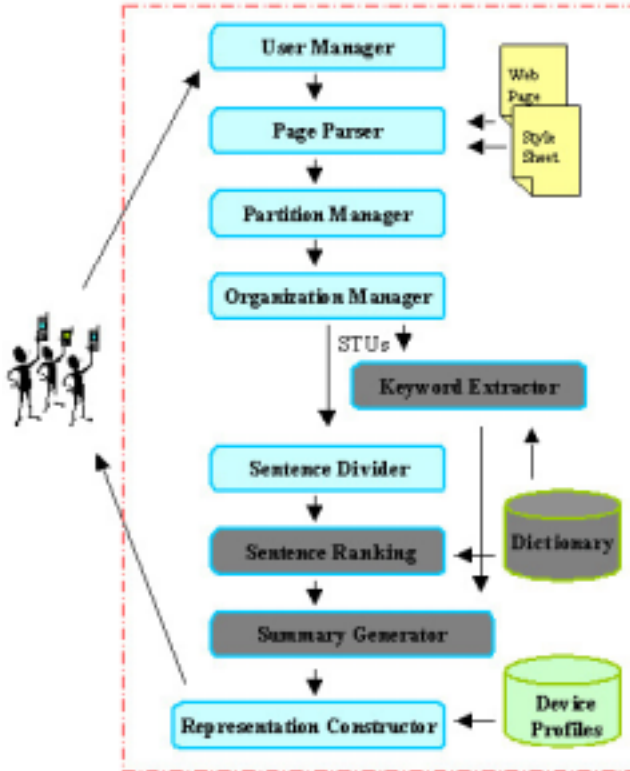 User Manager
Web
Page
Page Parser
Style
Sheet
Partition Manager
Organization Manager
STUs
Keyword Extractor
Sentence Divider
Sentence Ranking
Dictionary
Summary Generator
Representation Constructor
Device
Profiles